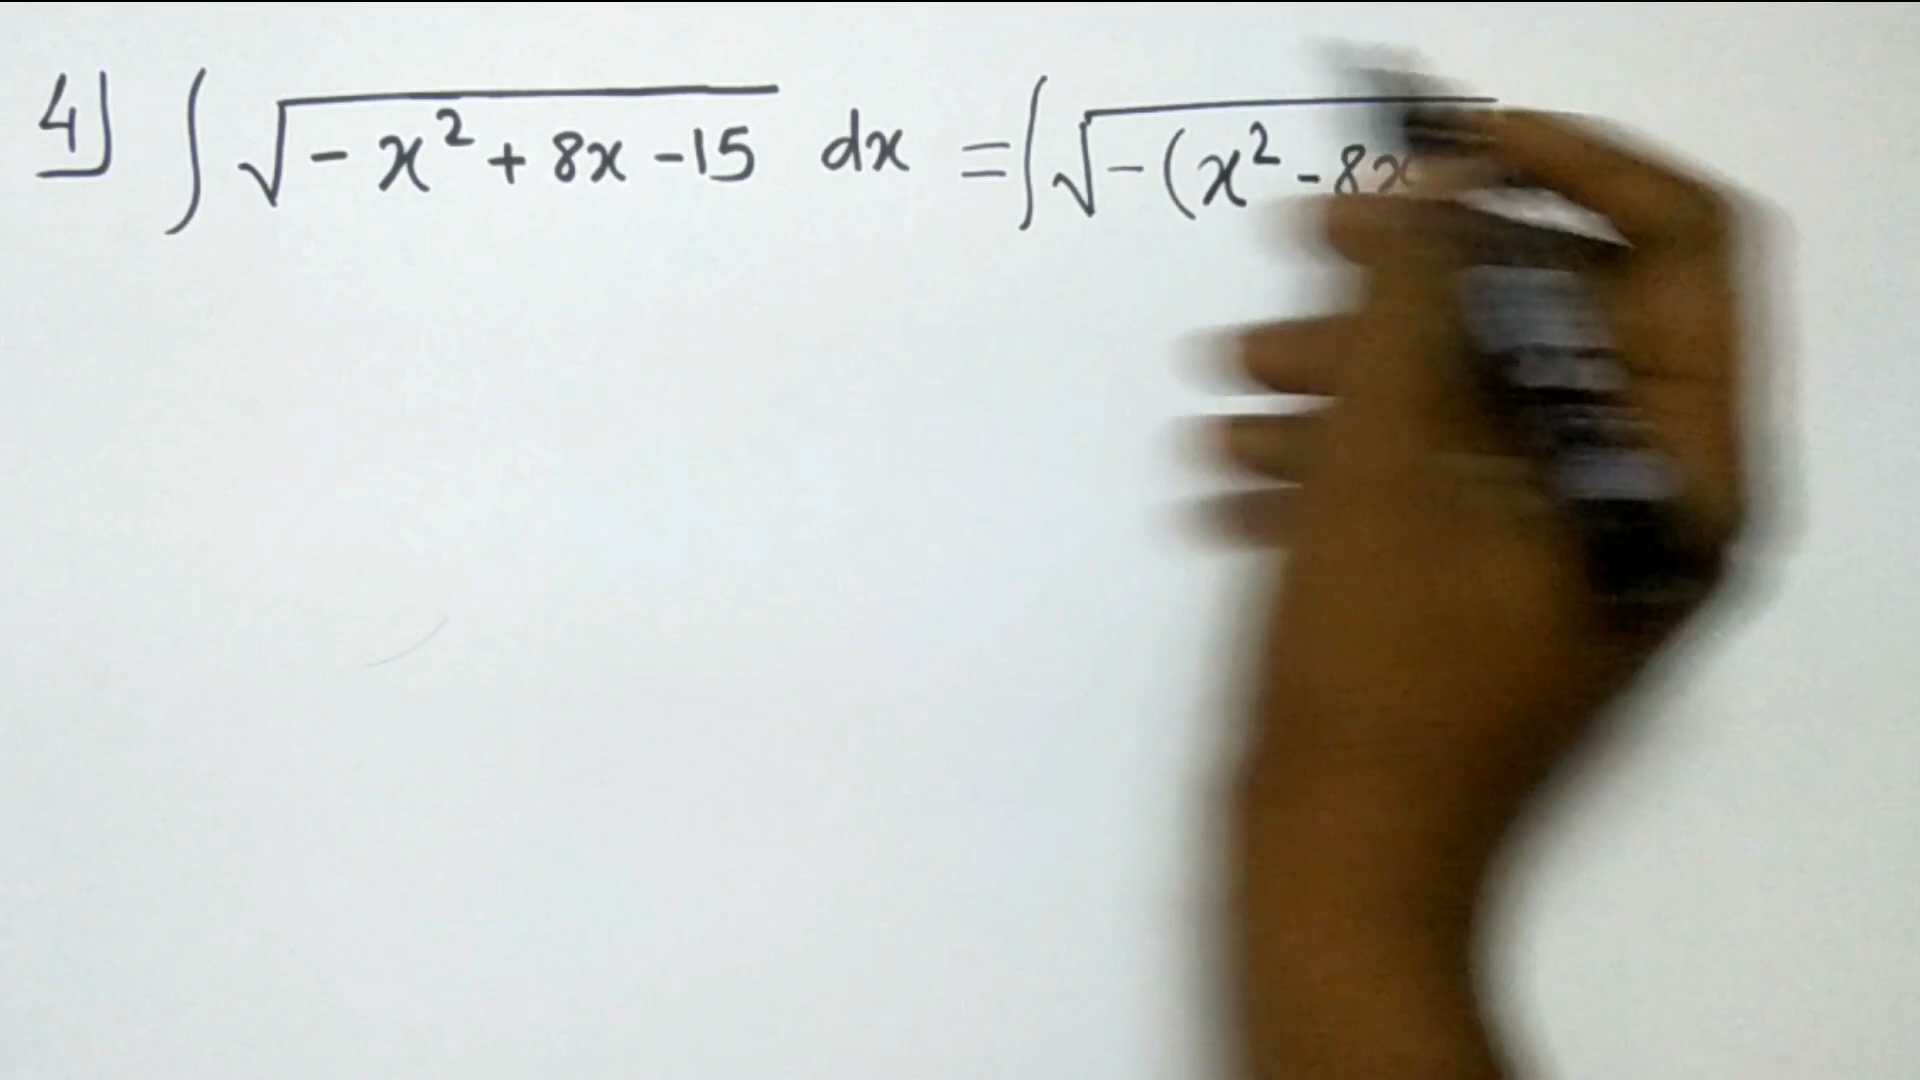 4) ∫ √(-x² + 8x - 15) dx = ∫ √(-(x² - 8x